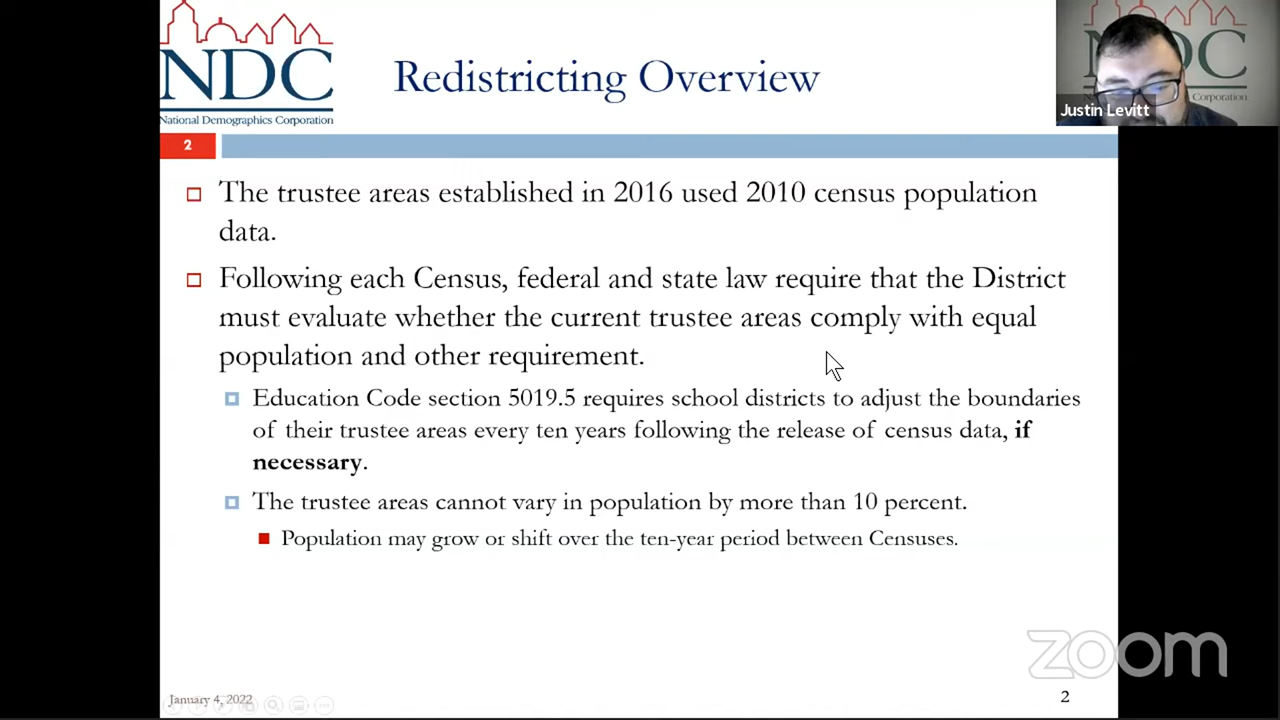 NDC
National Demographics Corporation
Redistricting Overview
NDC
Corporation
Justin Levitt
2
The trustee areas established in 2016 used 2010 census population
data.
Following each Census, federal and state law require that the District
must evaluate whether the current trustee areas comply with equal
population and other requirement.
Education Code section 5019.5 requires school districts to adjust the boundaries
of their trustee areas every ten years following the release of census data, if
necessary.
The trustee areas cannot vary in population by more than 10 percent.
Population may grow or shift over the ten-year period between Censuses.
zoom
January 4, 2022
2